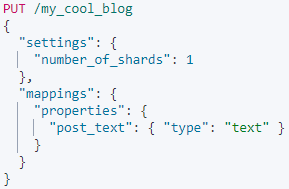 PUT /my_cool_blog
{
  "settings": {
    "number_of_shards": 1
  },
  "mappings": {
    "properties": {
      "post_text": { "type": "text" }
    }
  }
}